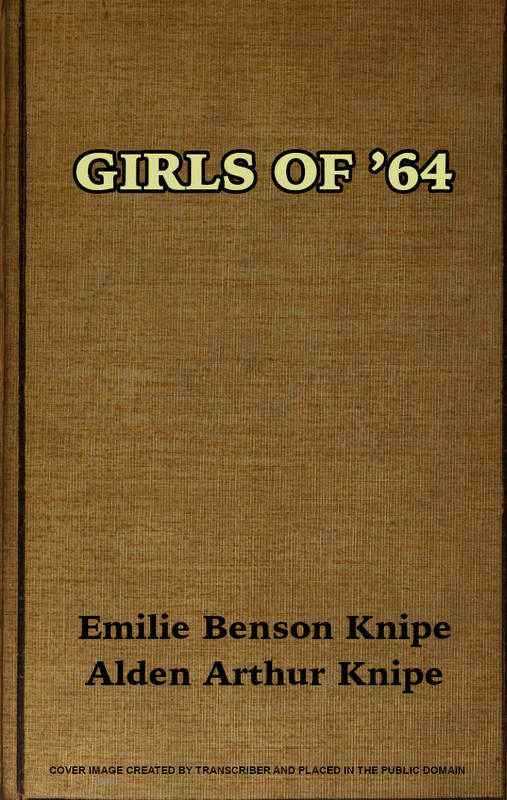 GIRLS OF ’64
Emilie Benson Knipe
Alden Arthur Knipe
COVER IMAGE CREATED BY TRANSCRIBER AND PLACED IN THE PUBLIC DOMAIN